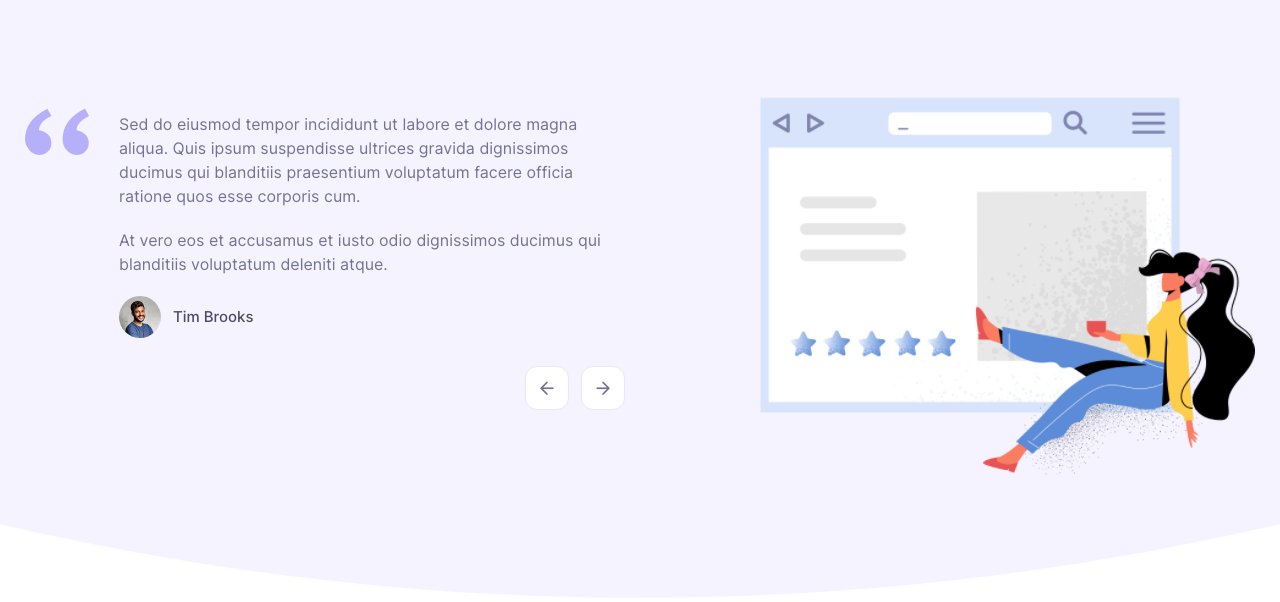 Sed do eiusmod tempor incididunt ut labore et dolore magna
aliqua. Quis ipsum suspendisse ultrices gravida dignissimos
ducimus qui blanditiis praesentium voluptatum facere officia
ratione quos esse corporis cum.
At vero eos et accusamus et iusto odio dignissimos ducimus qui
blanditiis voluptatum deleniti atque.
Tim Brooks